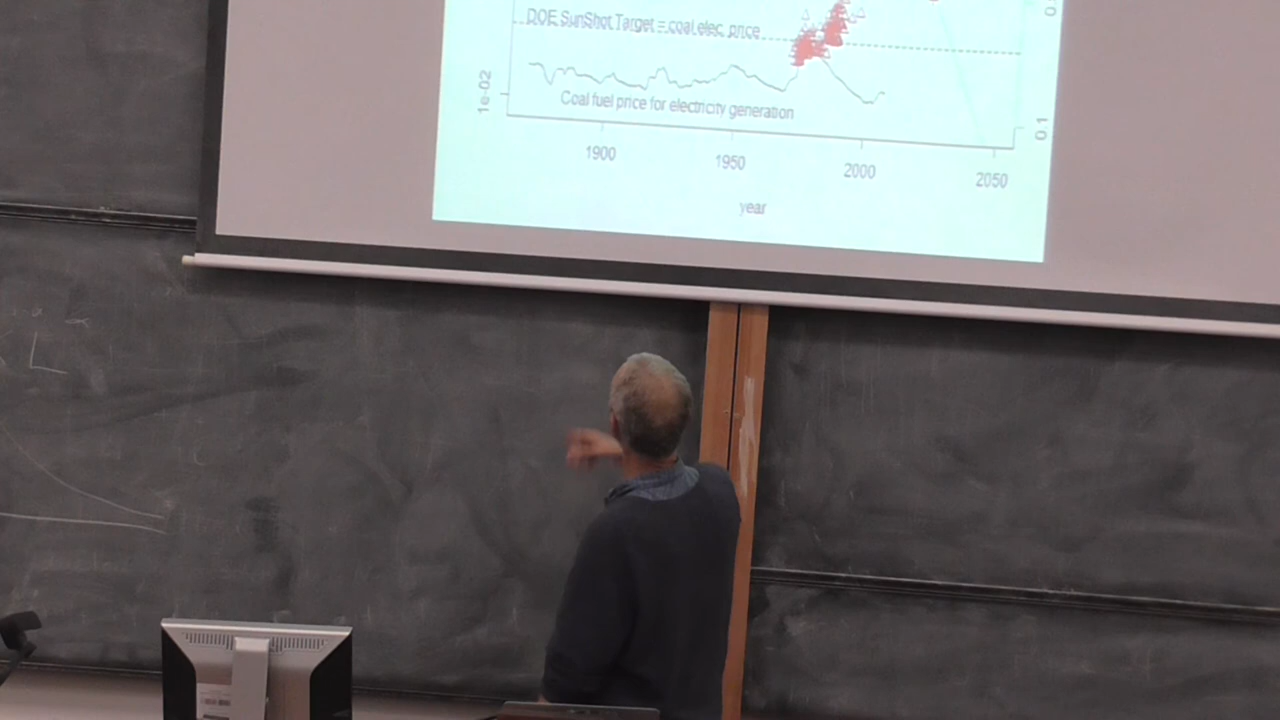 DOE SunShot Target = coal elec. price
1e-02
Coal fuel price for electricity generation
0.1
1900
1950
2000
2050
year
L